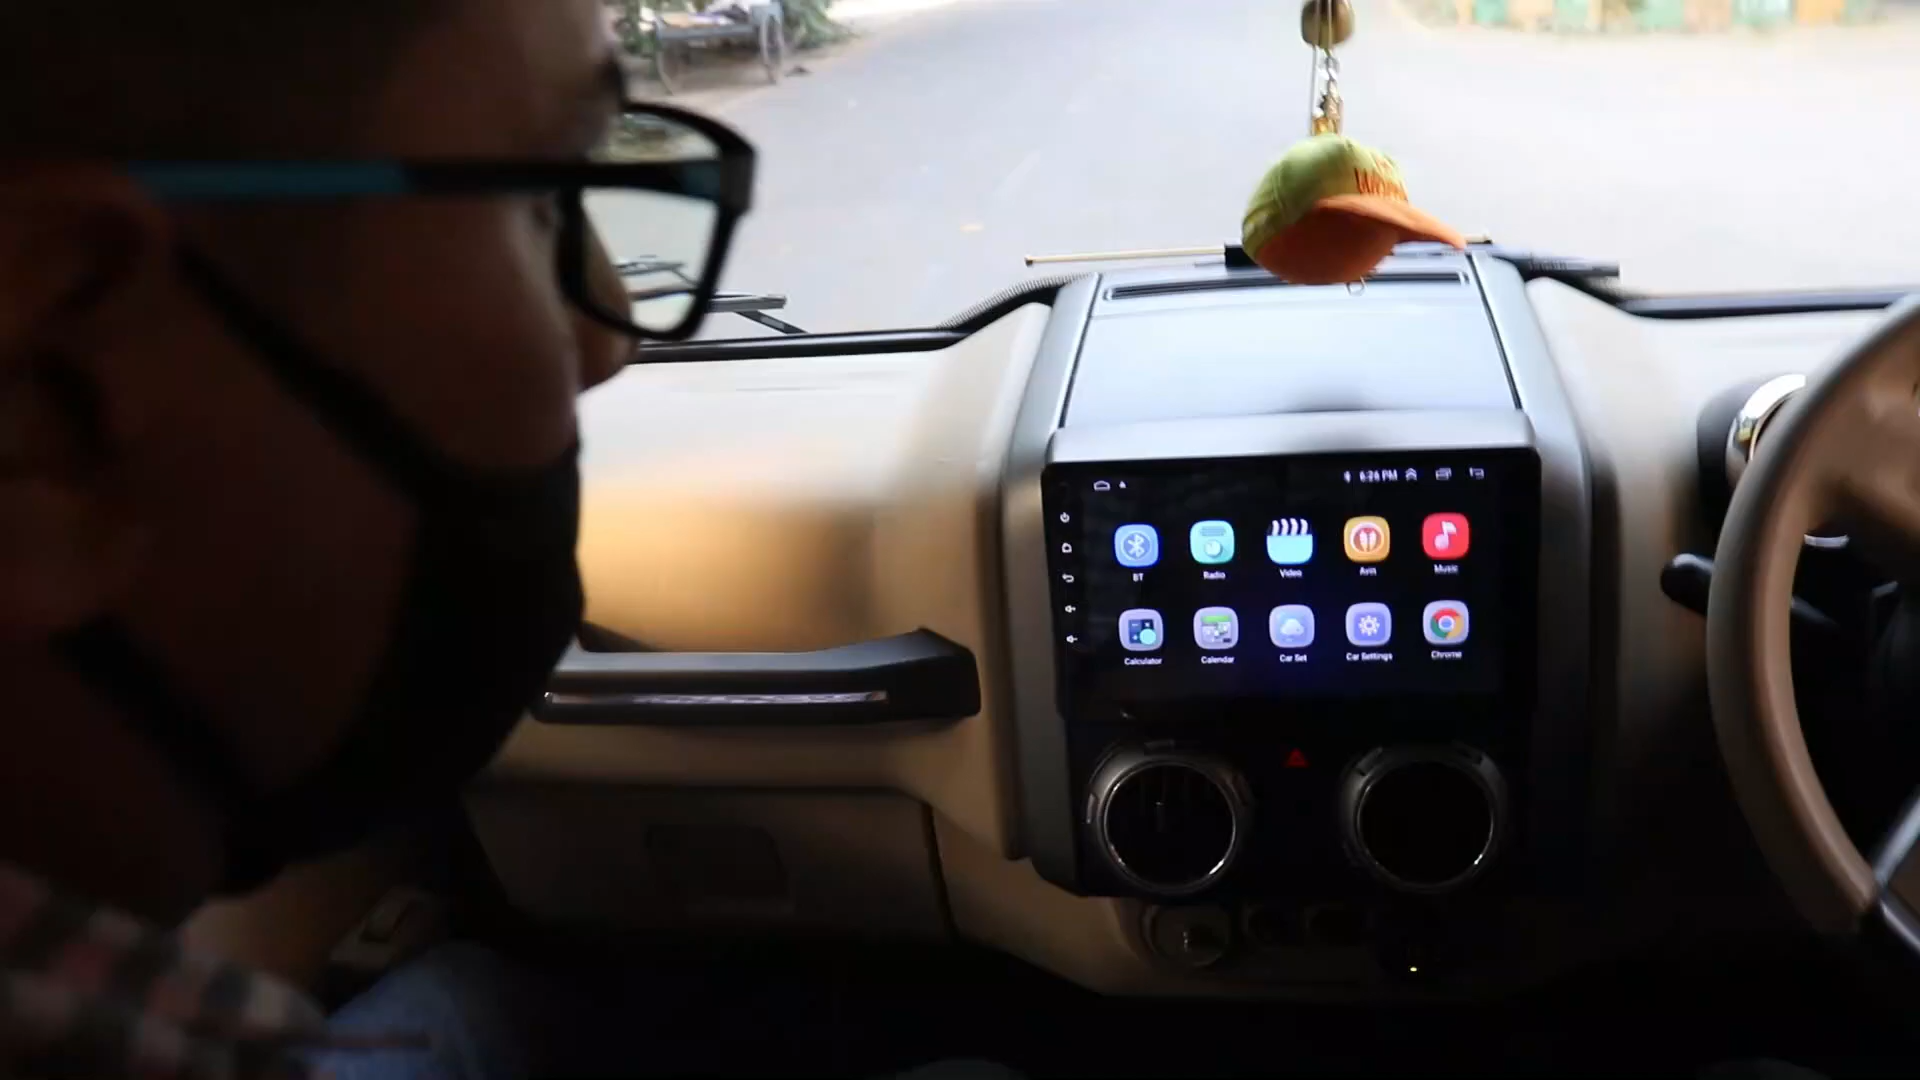 6:26 PM
BT Radio Video Avin Music
Calculator Calendar Car Set Car Settings Chrome